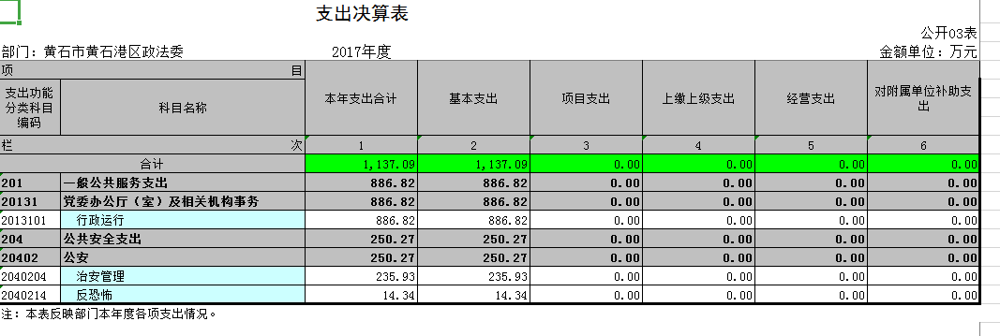 支出决算表
公开03表
部门：黄石市黄石港区政法委 2017年度 金额单位：万元
项 目 本年支出合计 基本支出 项目支出 上缴上级支出 经营支出 对附属单位补助支出
支出功能分类科目编码 科目名称
栏 次 1 2 3 4 5 6
合计 1,137.09 1,137.09 0.00 0.00 0.00 0.00
201 一般公共服务支出 886.82 886.82 0.00 0.00 0.00 0.00
20131 党委办公厅（室）及相关机构事务 886.82 886.82 0.00 0.00 0.00 0.00
2013101 行政运行 886.82 886.82 0.00 0.00 0.00 0.00
204 公共安全支出 250.27 250.27 0.00 0.00 0.00 0.00
20402 公安 250.27 250.27 0.00 0.00 0.00 0.00
2040204 治安管理 235.93 235.93 0.00 0.00 0.00 0.00
2040214 反恐怖 14.34 14.34 0.00 0.00 0.00 0.00
注：本表反映部门本年度各项支出情况。